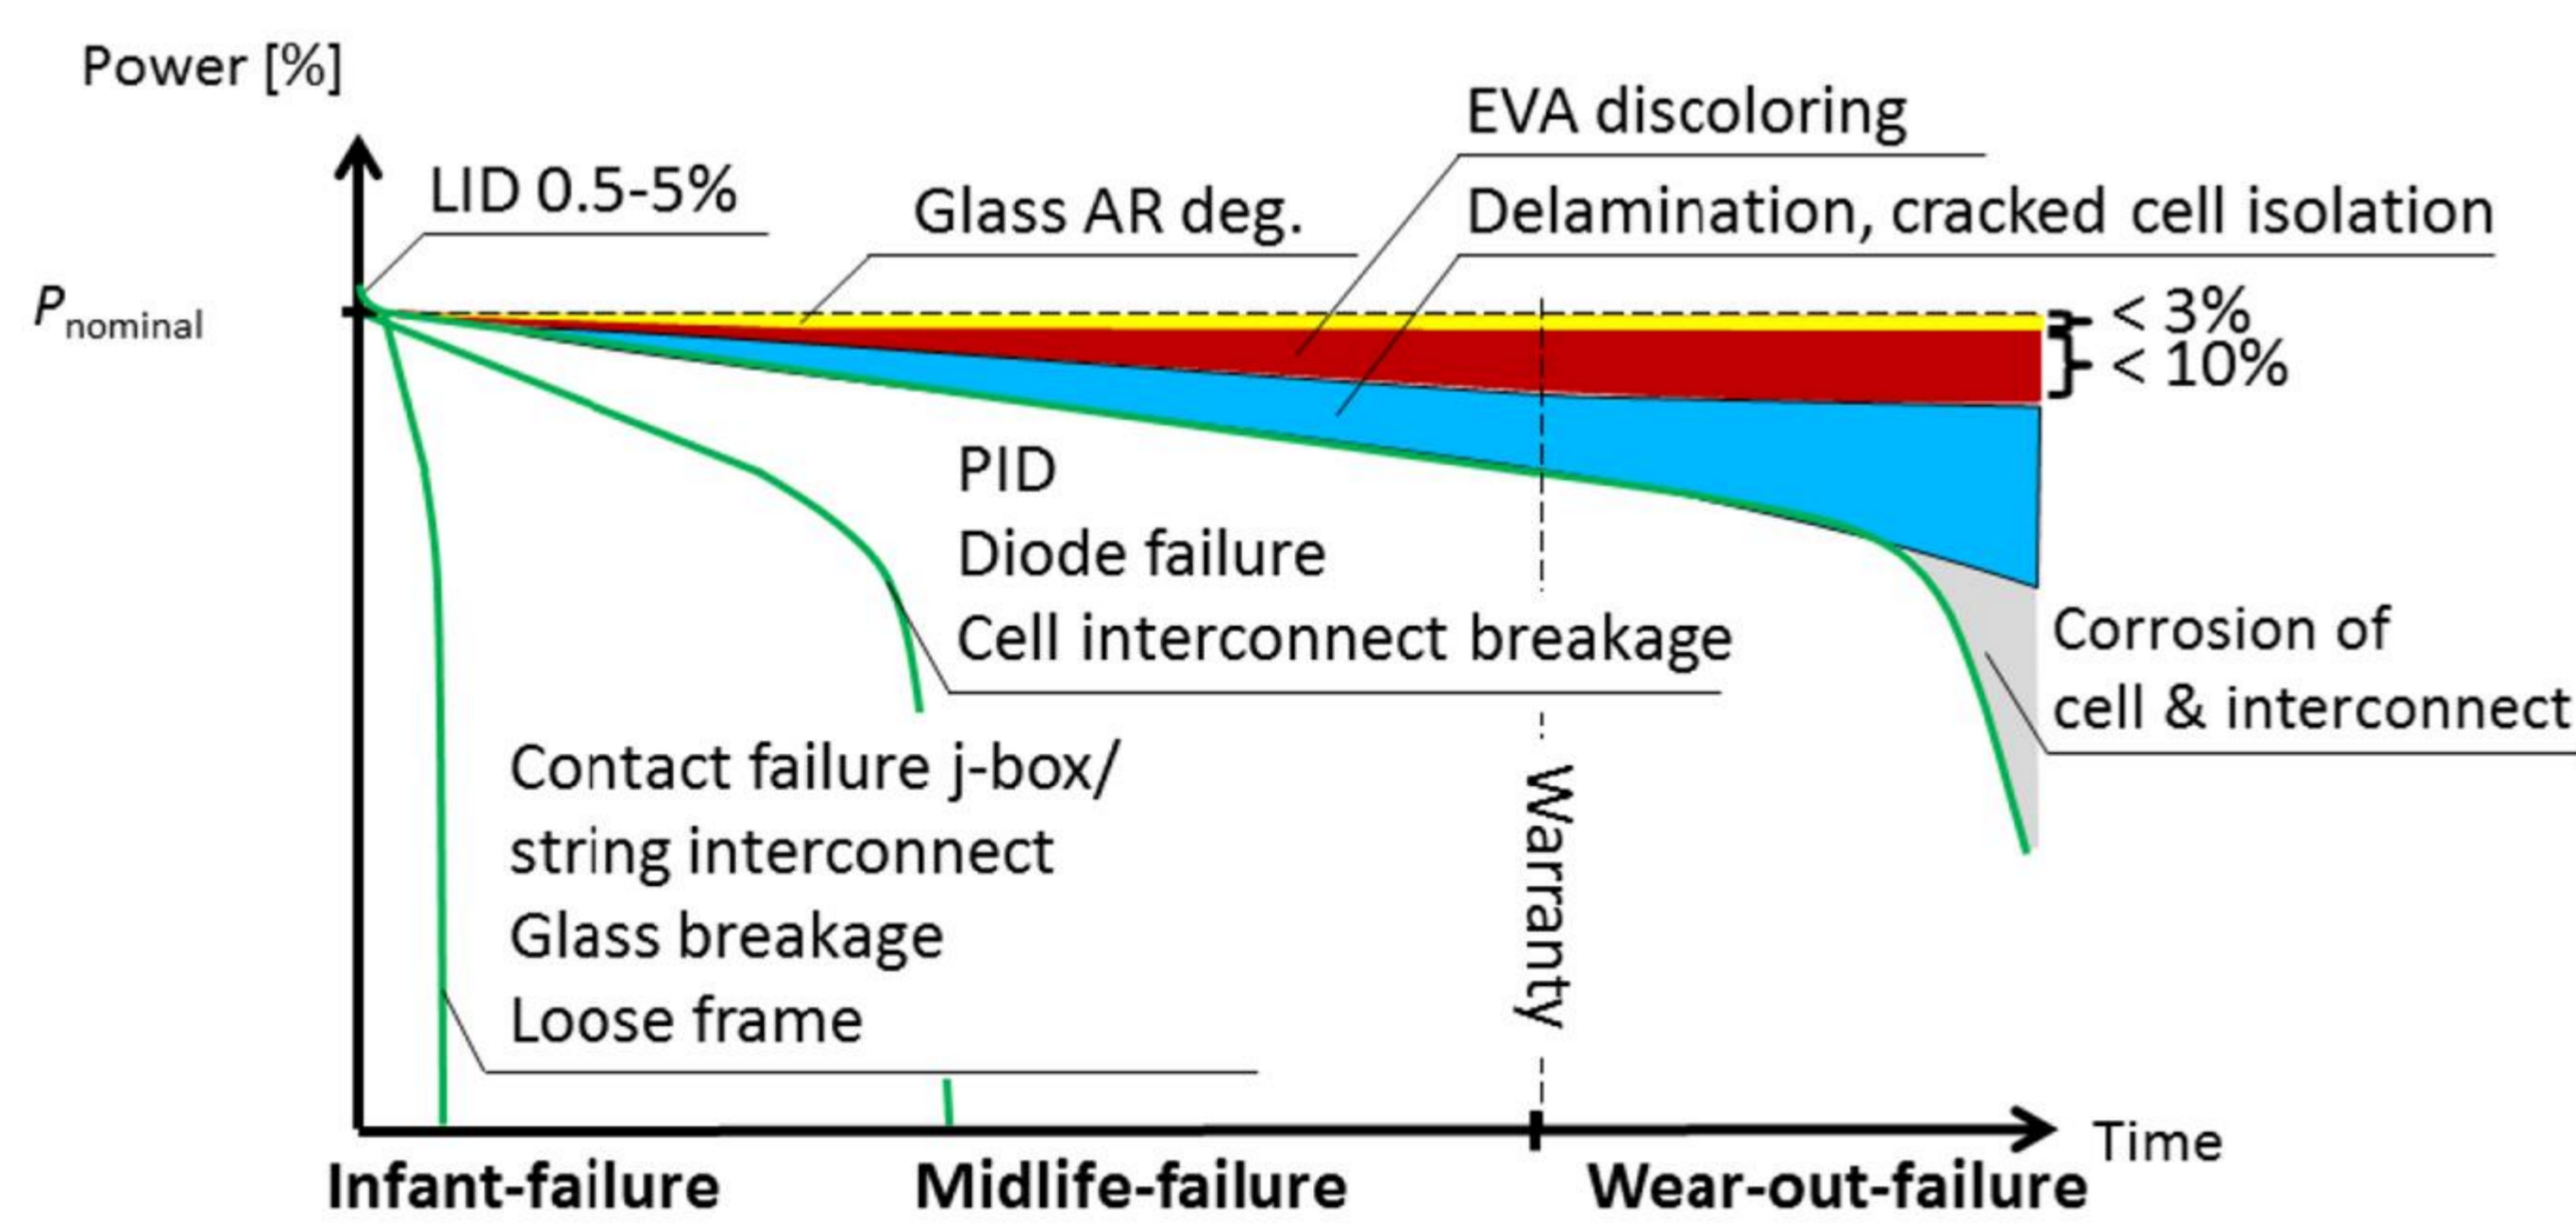 Power [%]
EVA discoloring
LID 0.5-5%
Glass AR deg.
Delamination, cracked cell isolation
Pnominal
< 3%
< 10%
PID
Diode failure
Cell interconnect breakage
Corrosion of
cell & interconnect
Contact failure j-box/
string interconnect
Glass breakage
Loose frame
Warranty
Time
Infant-failure
Midlife-failure
Wear-out-failure